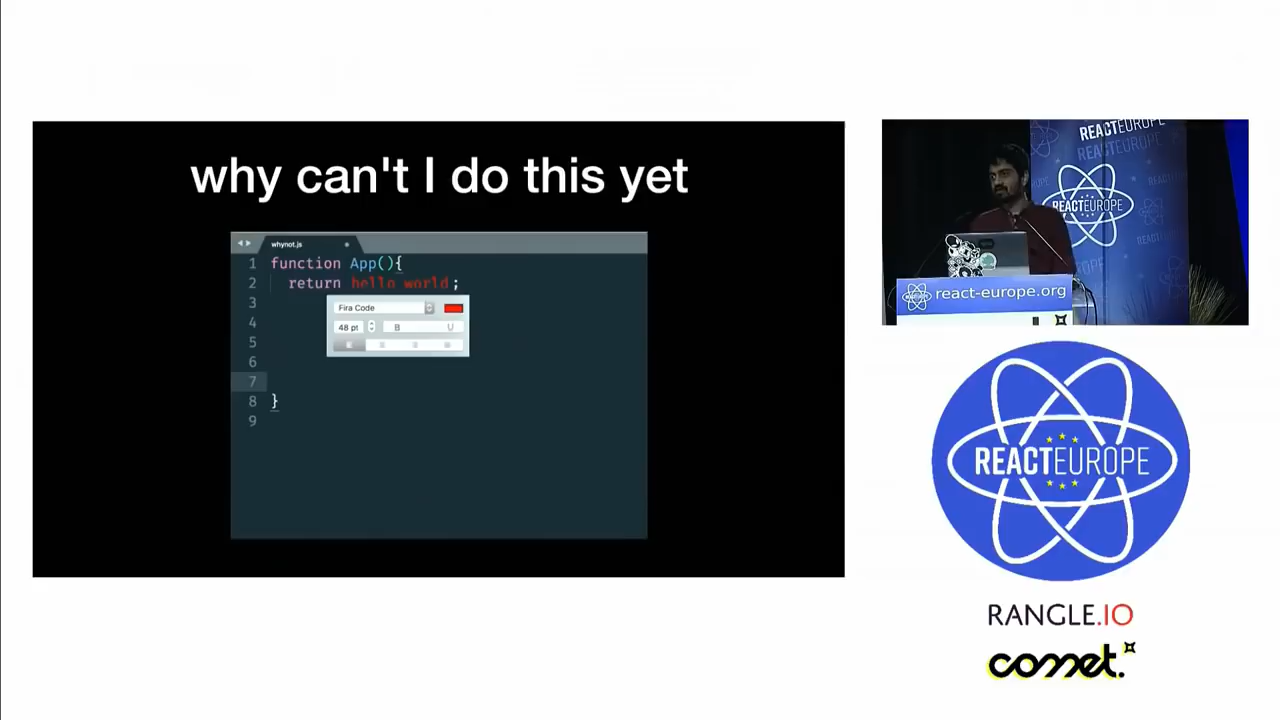 why can't I do this yet
whynot.js
1 function App(){
2 return hello world;
3
4
5
6
7
8 }
9
Fira Code
48 pt
B
U
REACTEUROPE
REACTEUROPE
REACTEUROPE
react-europe.org
REACTEUROPE
RANGLE.IO
comet.